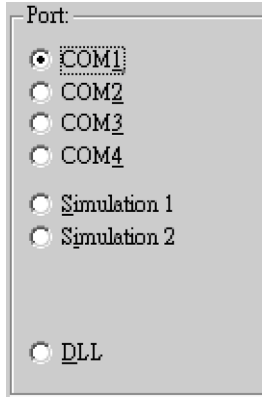 Port:
COM1
COM2
COM3
COM4
Simulation 1
Simulation 2
DLL